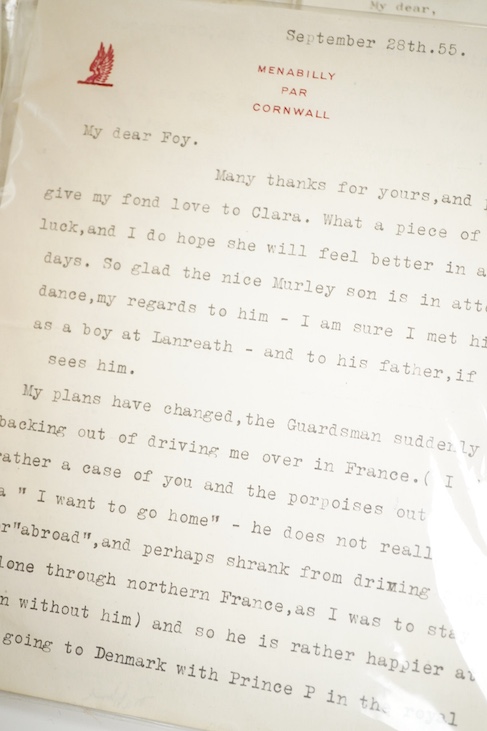 My dear,
September 28th.55.
MENABILLY
PAR
CORNWALL
My dear Foy.
Many thanks for yours,and
give my fond love to Clara. What a piece of
luck,and I do hope she will feel better in a
days. So glad the nice Murley son is in atte
dance,my regards to him - I am sure I met hi
as a boy at Lanreath - and to his father,if
sees him.
My plans have changed,the Guardsman suddenly
backing out of driving me over in France.( I
rather a case of you and the porpoises out
a " I want to go home" - he does not reall
r"abroad",and perhaps shrank from driving
lone through northern France,as I was to sta
n without him) and so he is rather happier at
going to Denmark with Prince P in the royal